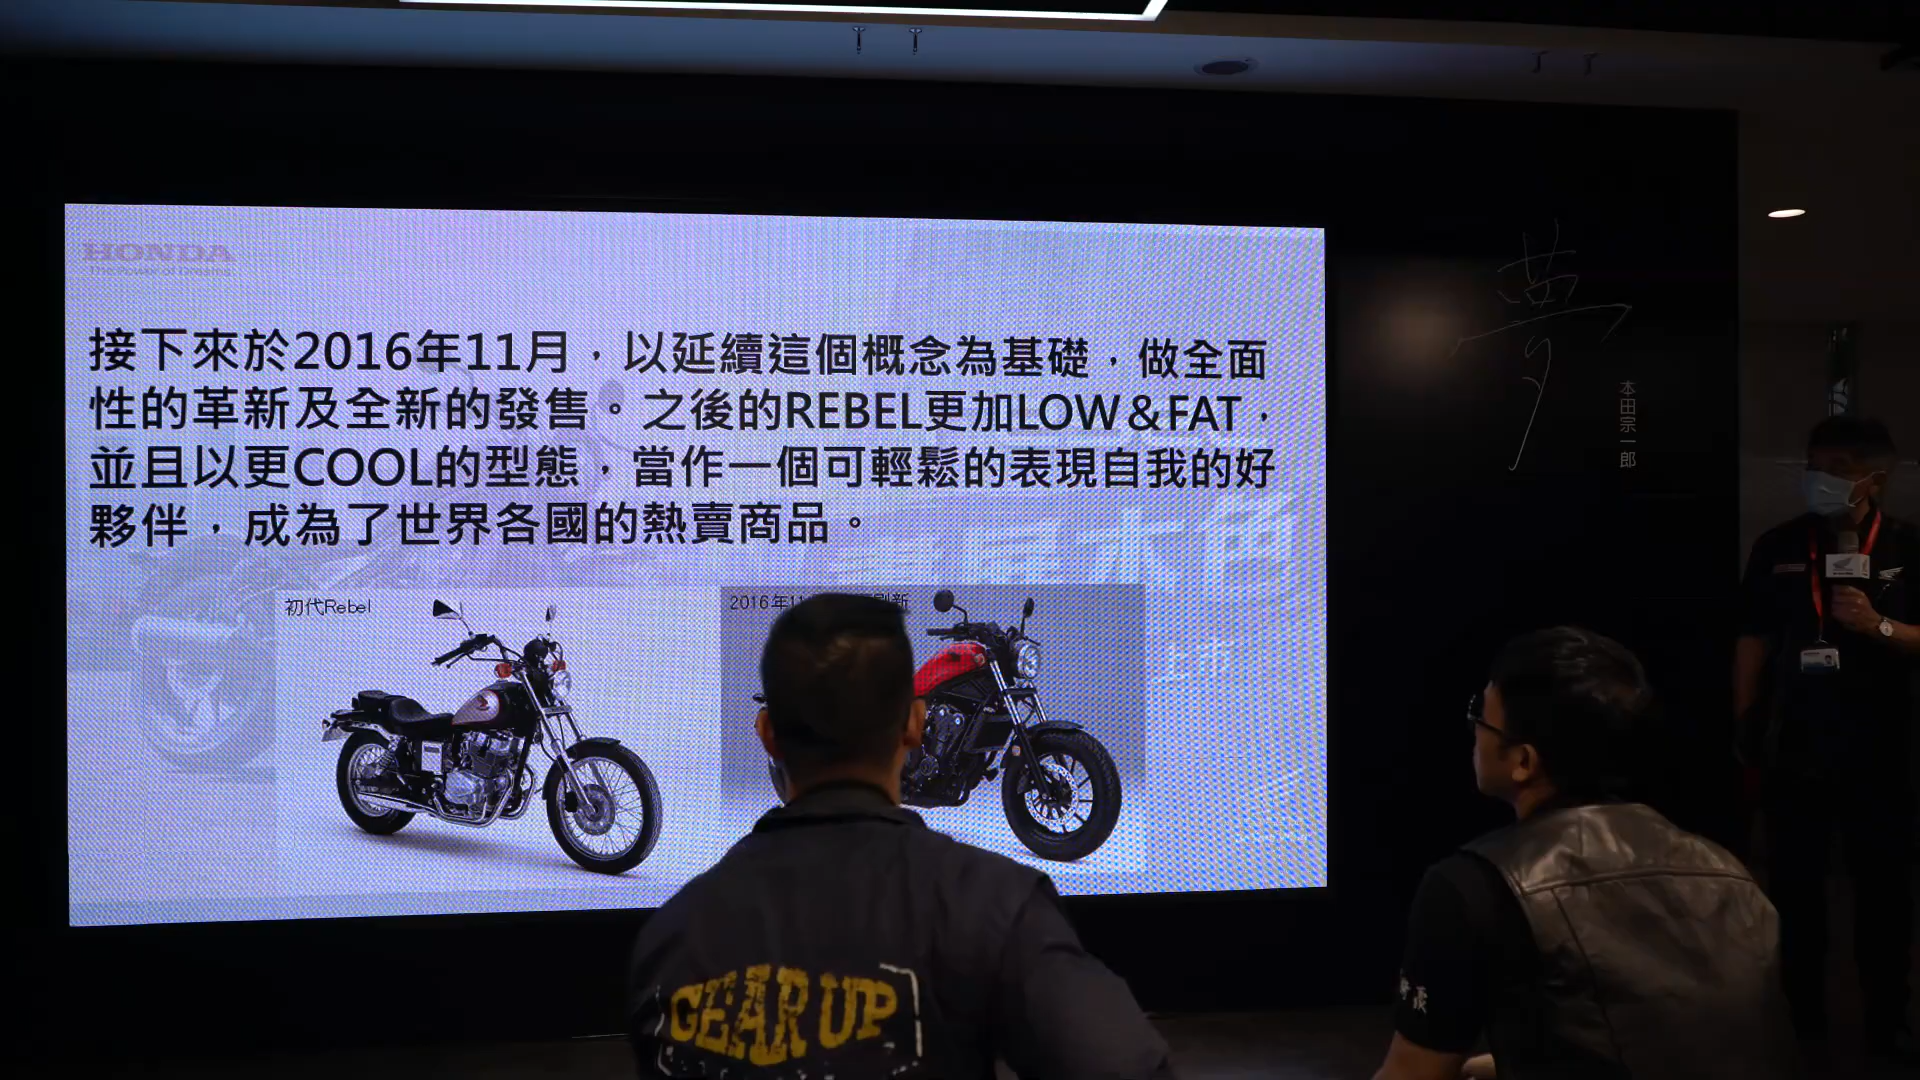 HONDA
The Power of Dreams
接下來於2016年11月，以延續這個概念為基礎，做全面
性的革新及全新的發售。之後的REBEL更加LOW＆FAT，
並且以更COOL的型態，當作一個可輕鬆的表現自我的好
夥伴，成為了世界各國的熱賣商品。
初代Rebel
2016年11
刷新
夢
本田宗一郎
GEAR UP